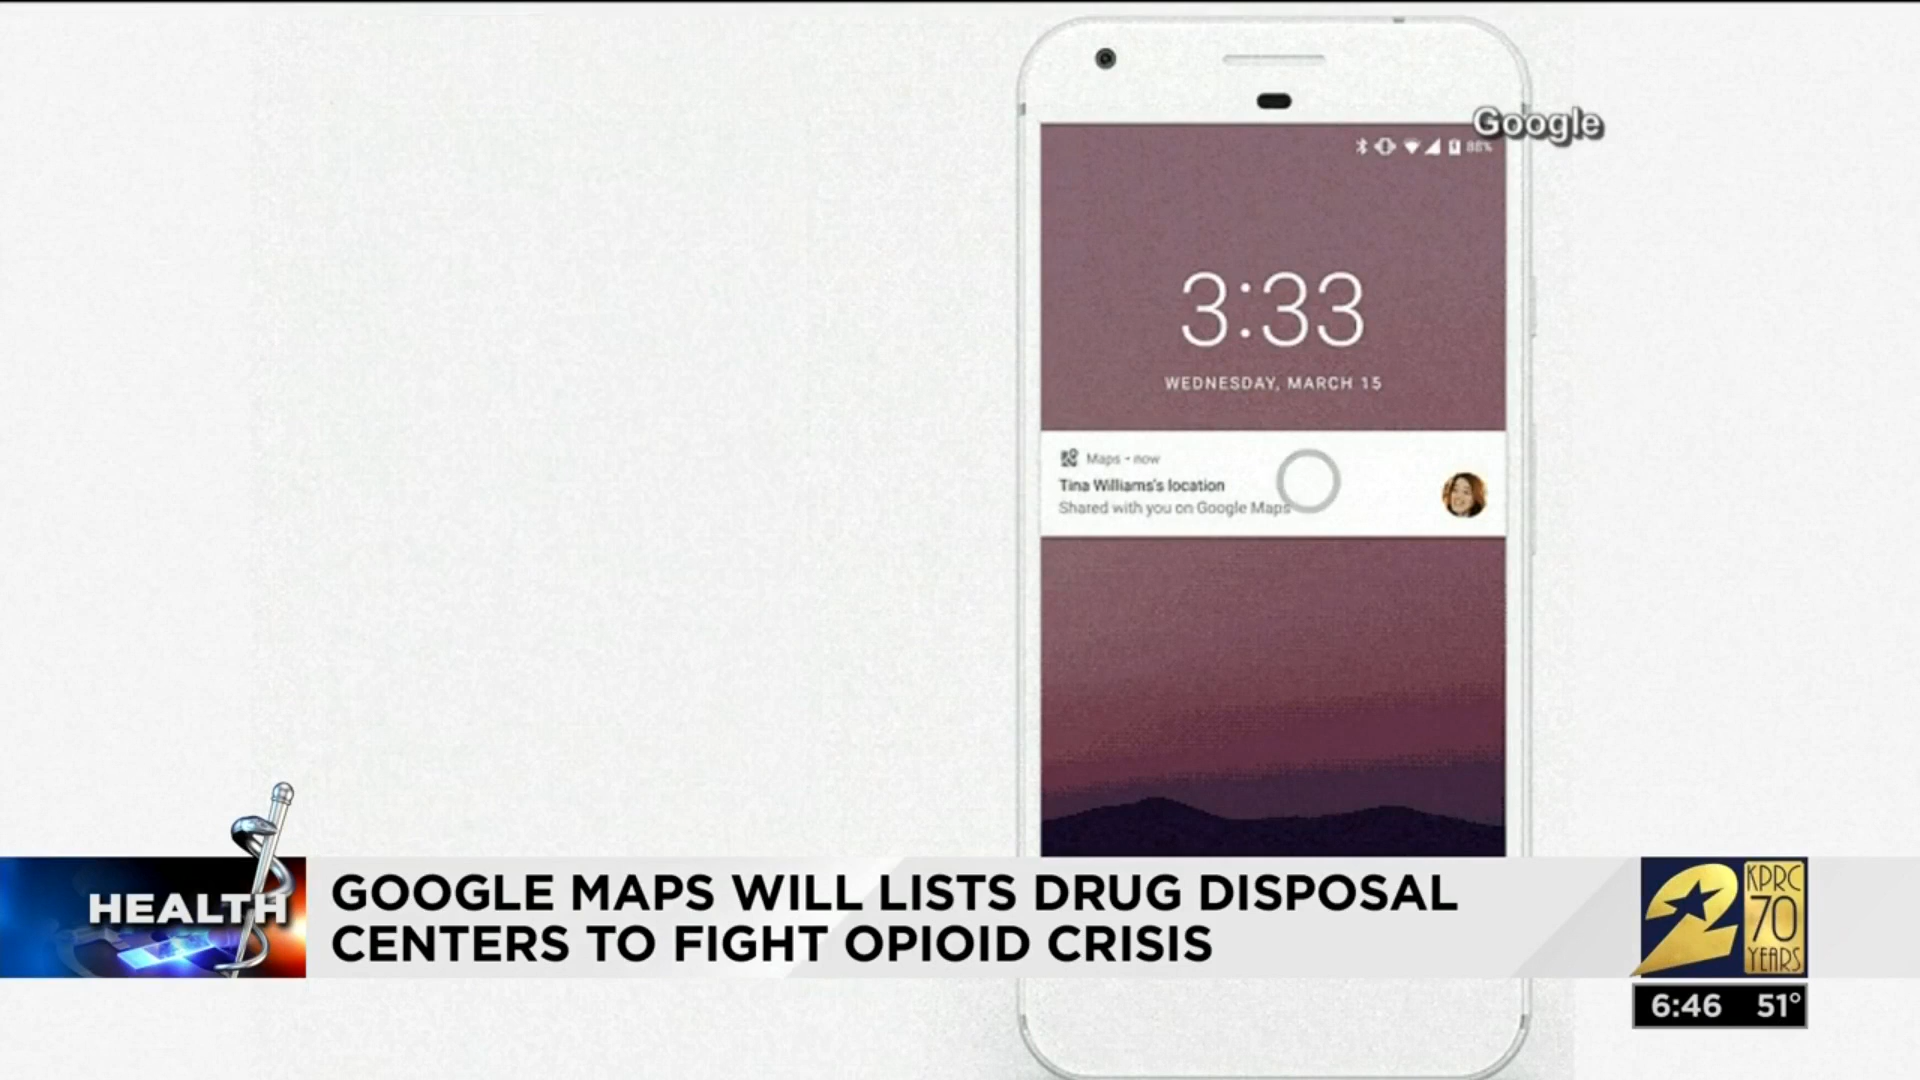 Google
88%
3:33
WEDNESDAY, MARCH 15
Maps • now
Tina Williams's location
Shared with you on Google Maps
HEALTH
GOOGLE MAPS WILL LISTS DRUG DISPOSAL
CENTERS TO FIGHT OPIOID CRISIS
2
KPRC
70
YEARS
6:46 51°